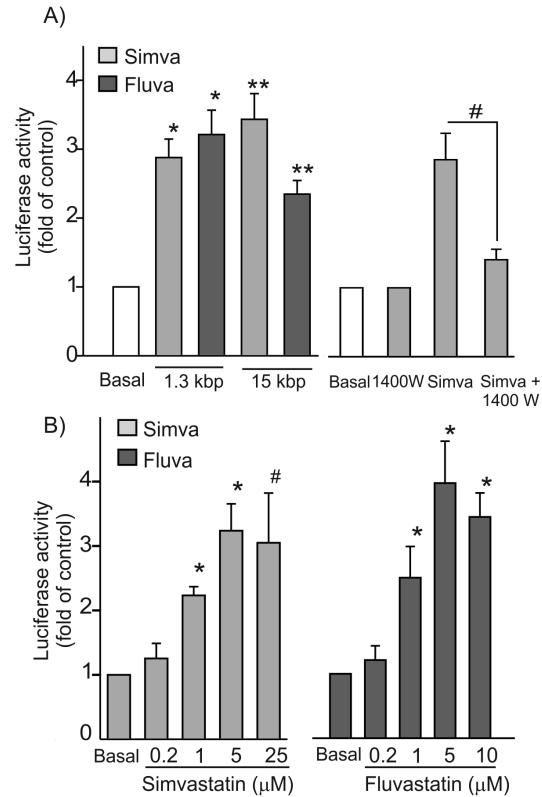 A)
Simva
Fluva
Luciferase activity
(fold of control)
4
3
2
1
0
* * ** **
#
Basal 1.3 kbp 15 kbp
Basal 1400W Simva Simva +
1400 W
B)
Simva
Fluva
Luciferase activity
(fold of control)
4
3
2
1
0
* * #
* * *
Basal 0.2 1 5 25
Simvastatin (μM)
Basal 0.2 1 5 10
Fluvastatin (μM)